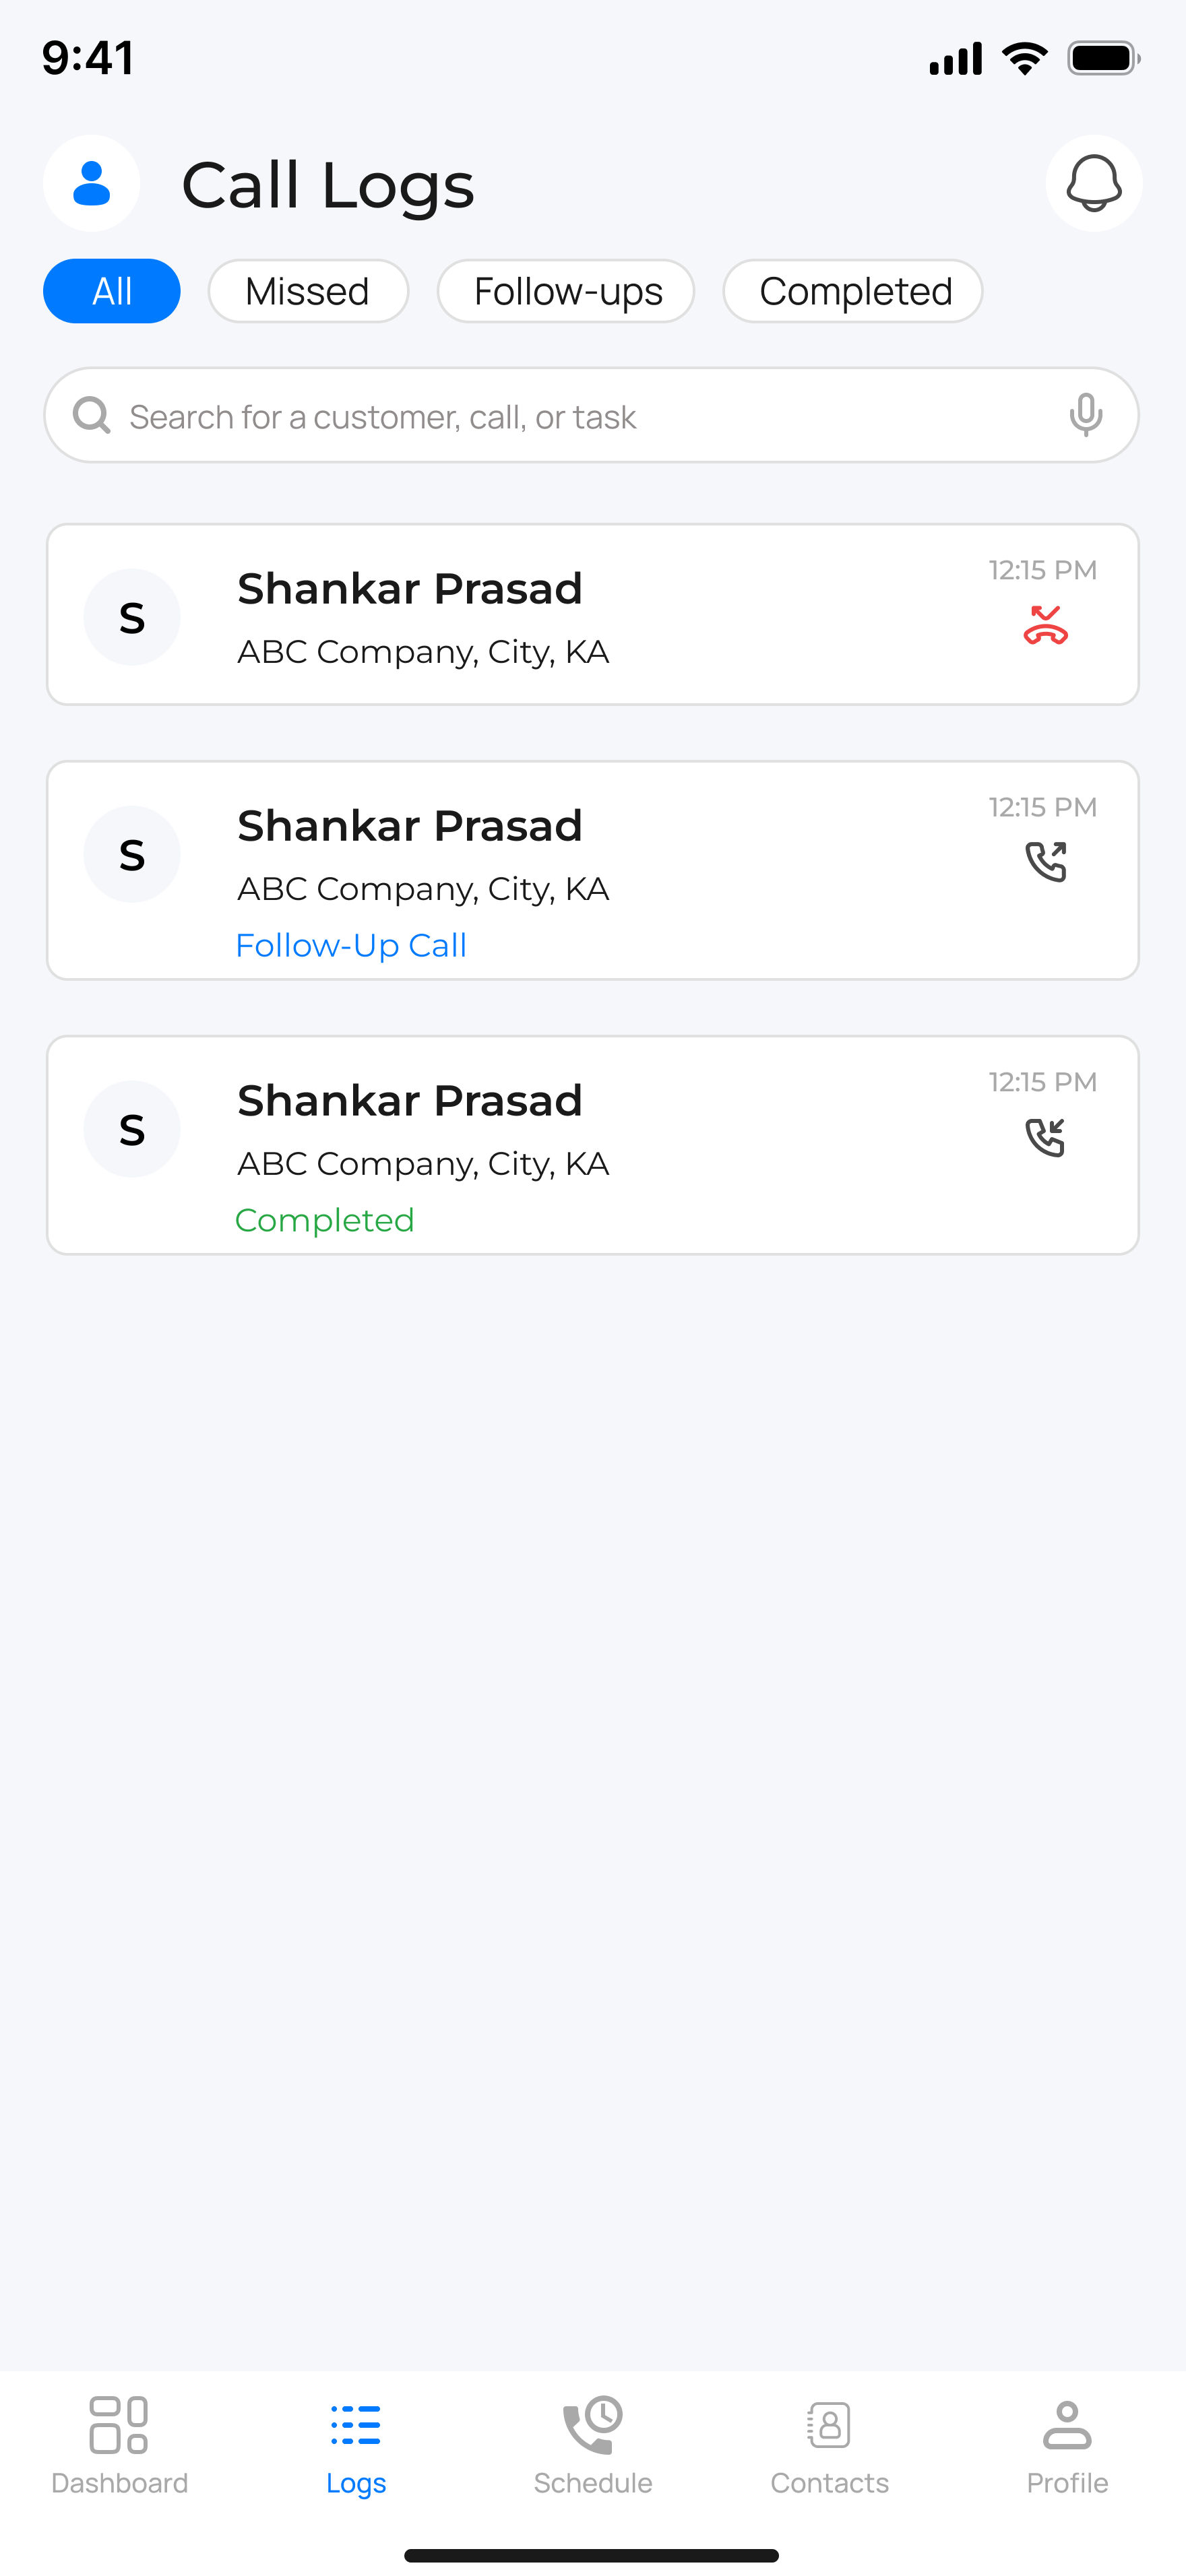 9:41
Call Logs
All Missed Follow-ups Completed
Search for a customer, call, or task
S
Shankar Prasad
12:15 PM
ABC Company, City, KA
S
Shankar Prasad
12:15 PM
ABC Company, City, KA
Follow-Up Call
S
Shankar Prasad
12:15 PM
ABC Company, City, KA
Completed
Dashboard Logs Schedule Contacts Profile